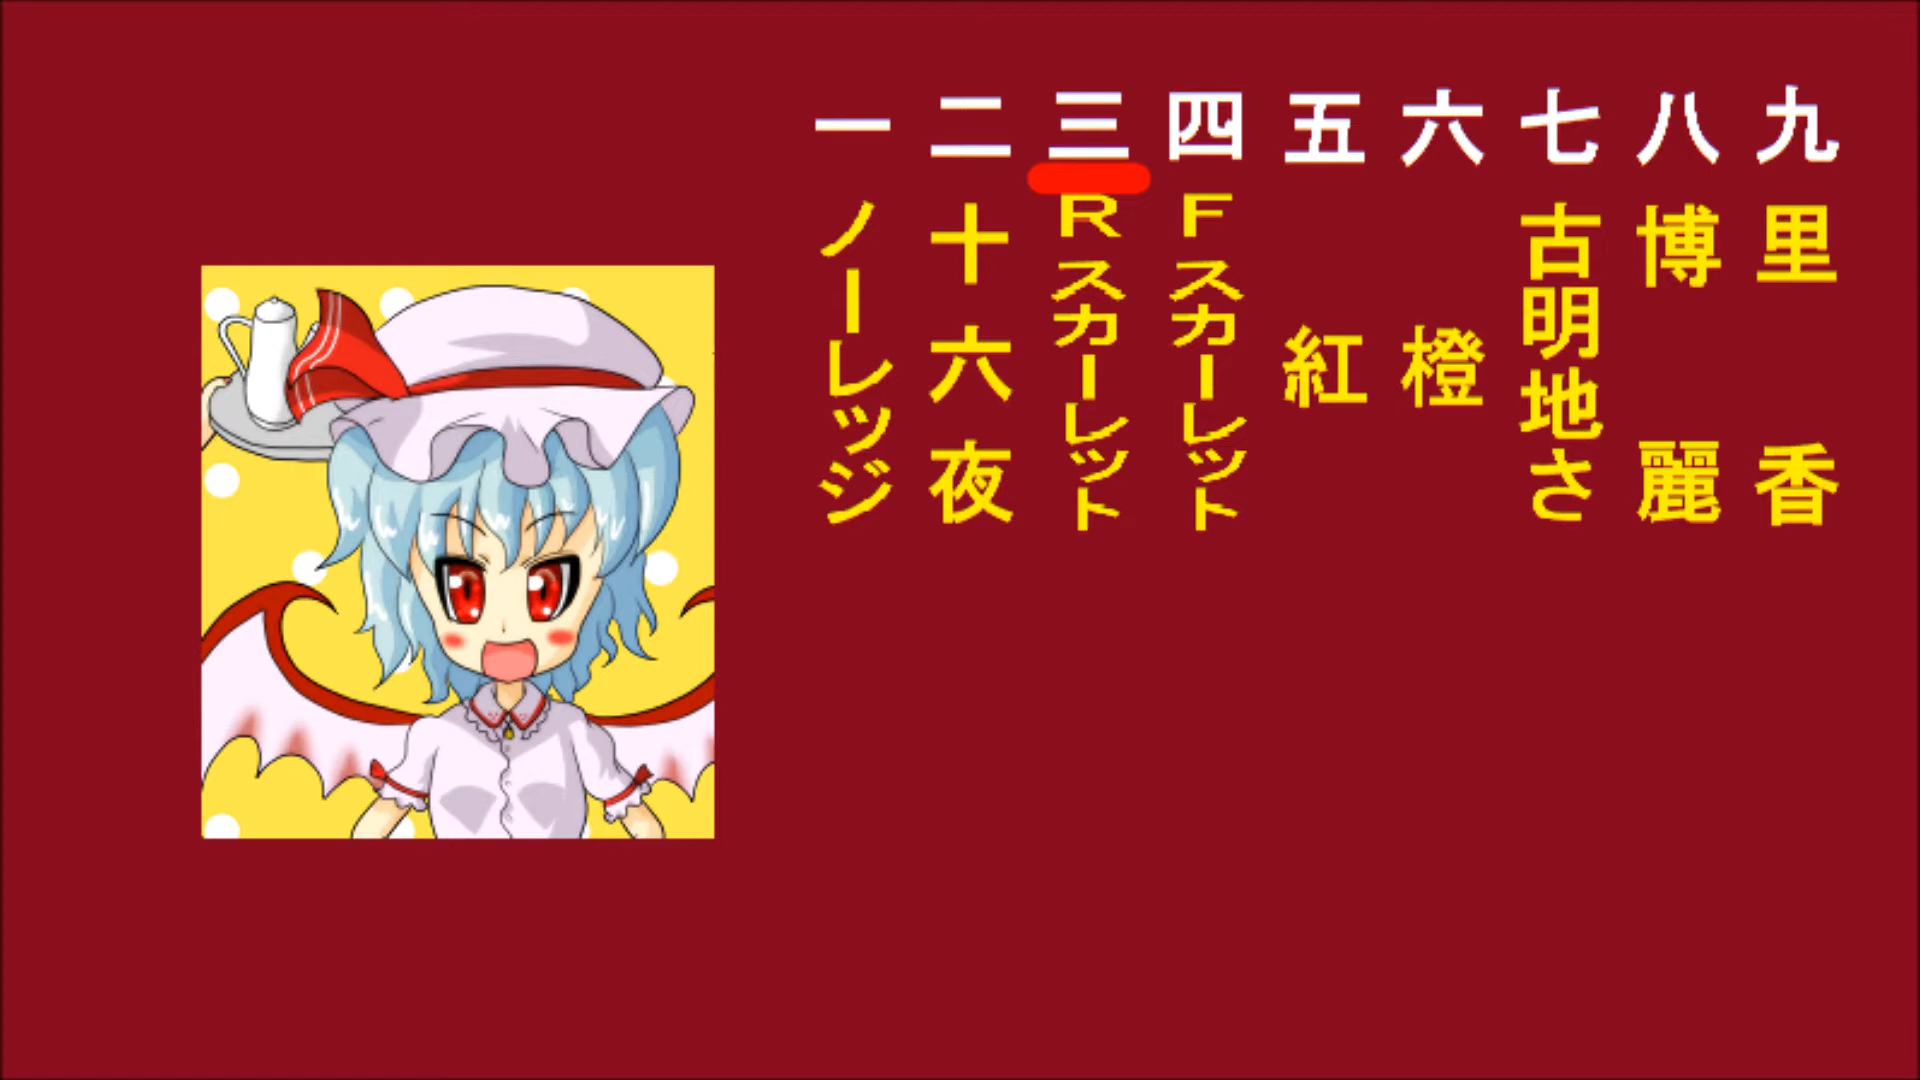 一 ノーレッジ
二 十六夜
三 Rスカーレット
四 Fスカーレット
五 紅
六 橙
七 古明地さ
八 博麗
九 里香